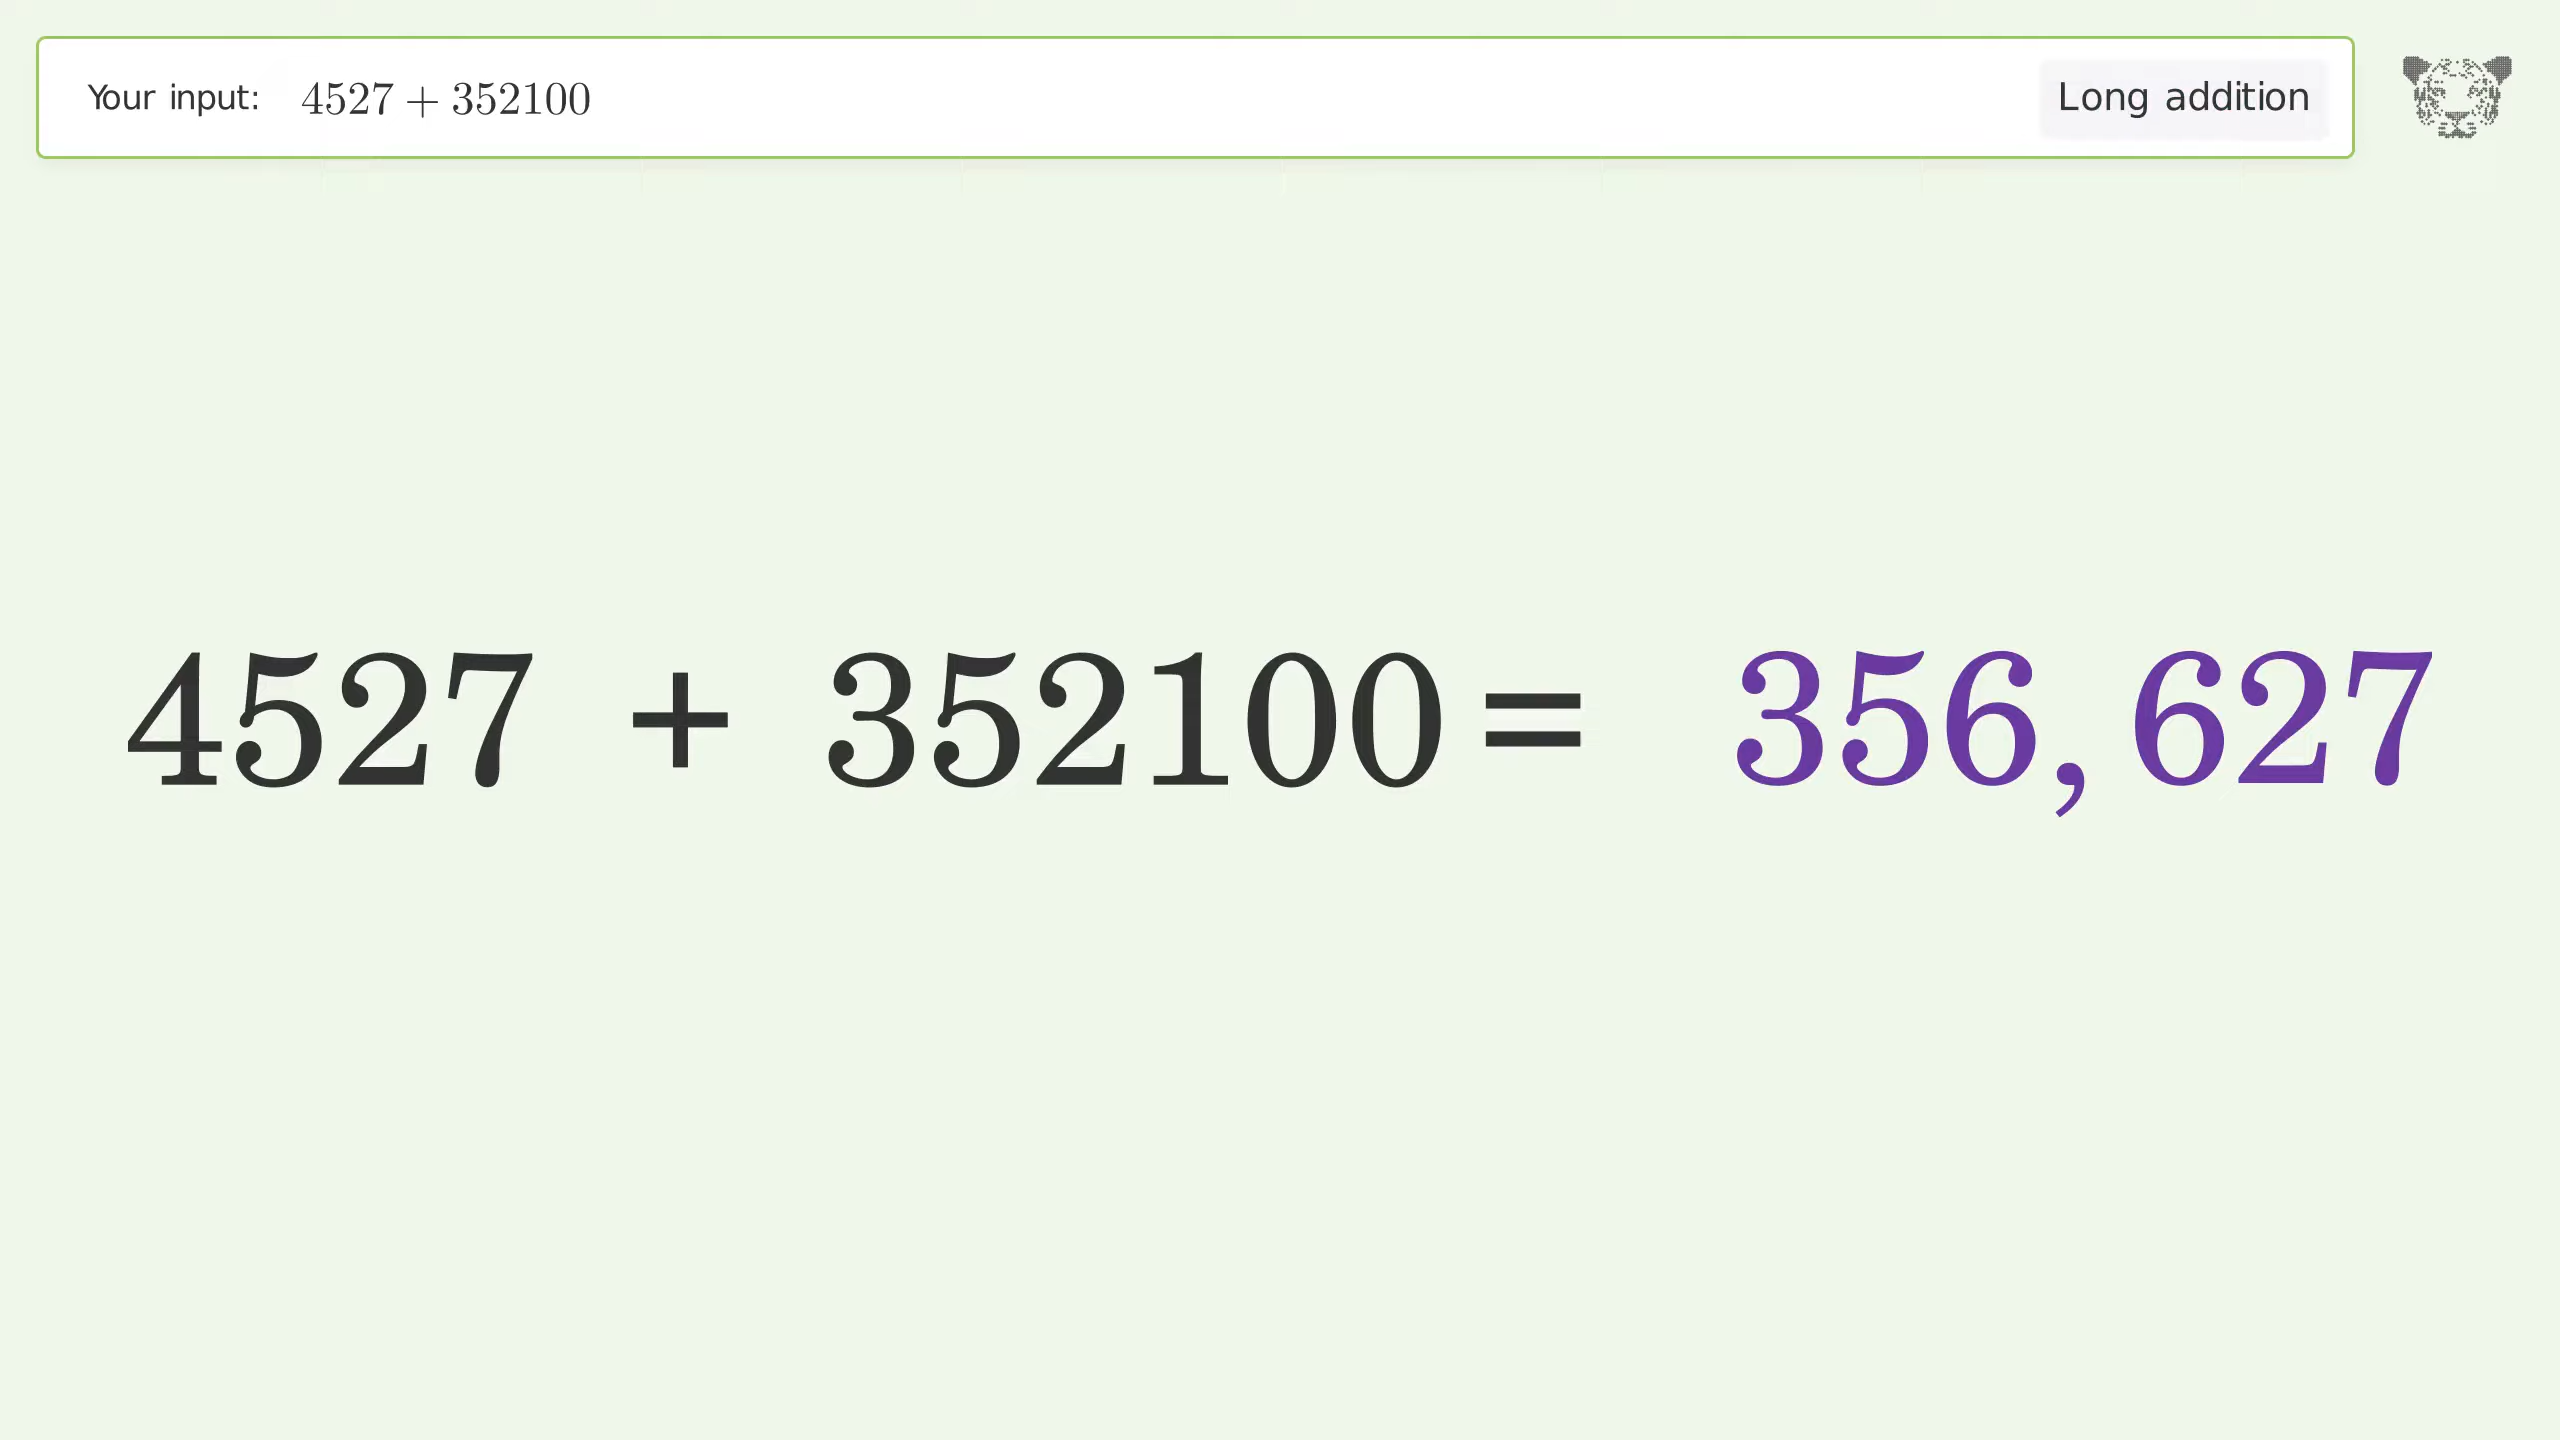 Your input: 4527 + 352100 Long addition
4527 + 352100 = 356,627